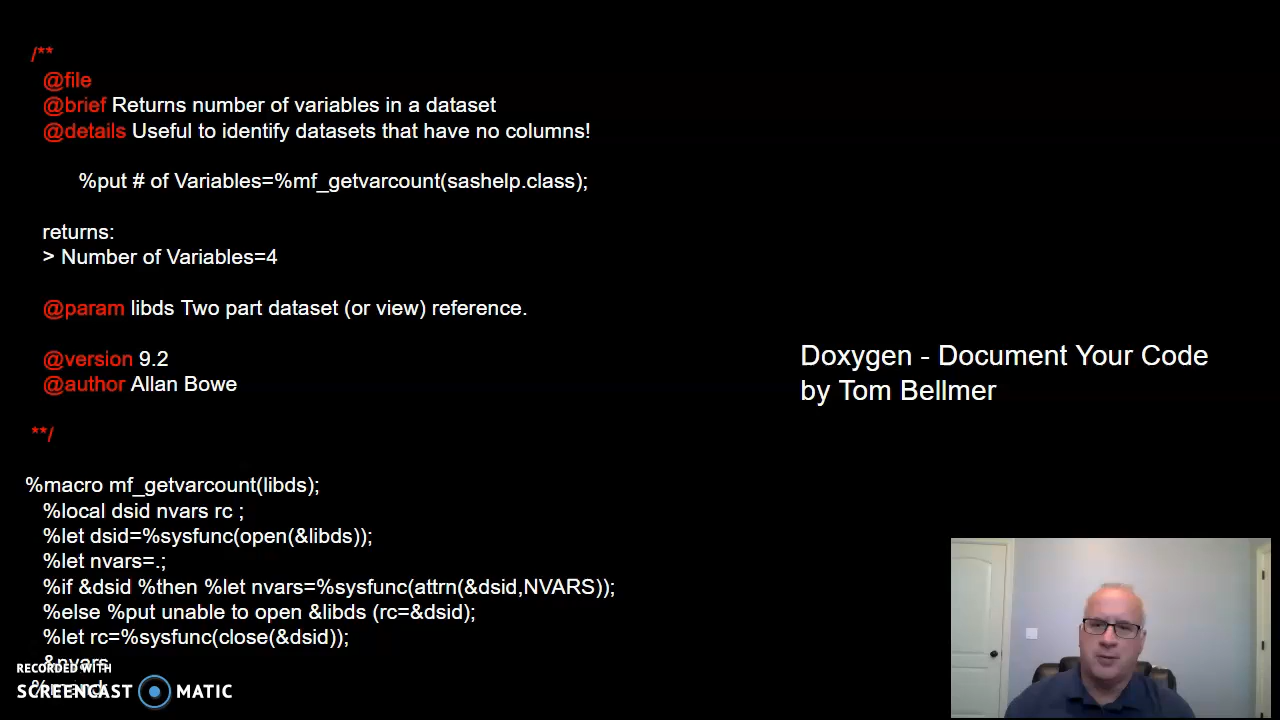 /**
@file
@brief Returns number of variables in a dataset
@details Useful to identify datasets that have no columns!
%put # of Variables=%mf_getvarcount(sashelp.class);
returns:
> Number of Variables=4
@param libds Two part dataset (or view) reference.
@version 9.2
@author Allan Bowe
**/
%macro mf_getvarcount(libds);
%local dsid nvars rc ;
%let dsid=%sysfunc(open(&libds));
%let nvars=.;
%if &dsid %then %let nvars=%sysfunc(attrn(&dsid,NVARS));
%else %put unable to open &libds (rc=&dsid);
%let rc=%sysfunc(close(&dsid));
&nvars
Doxygen - Document Your Code
by Tom Bellmer
RECORDED WITH
SCREENCAST MATIC